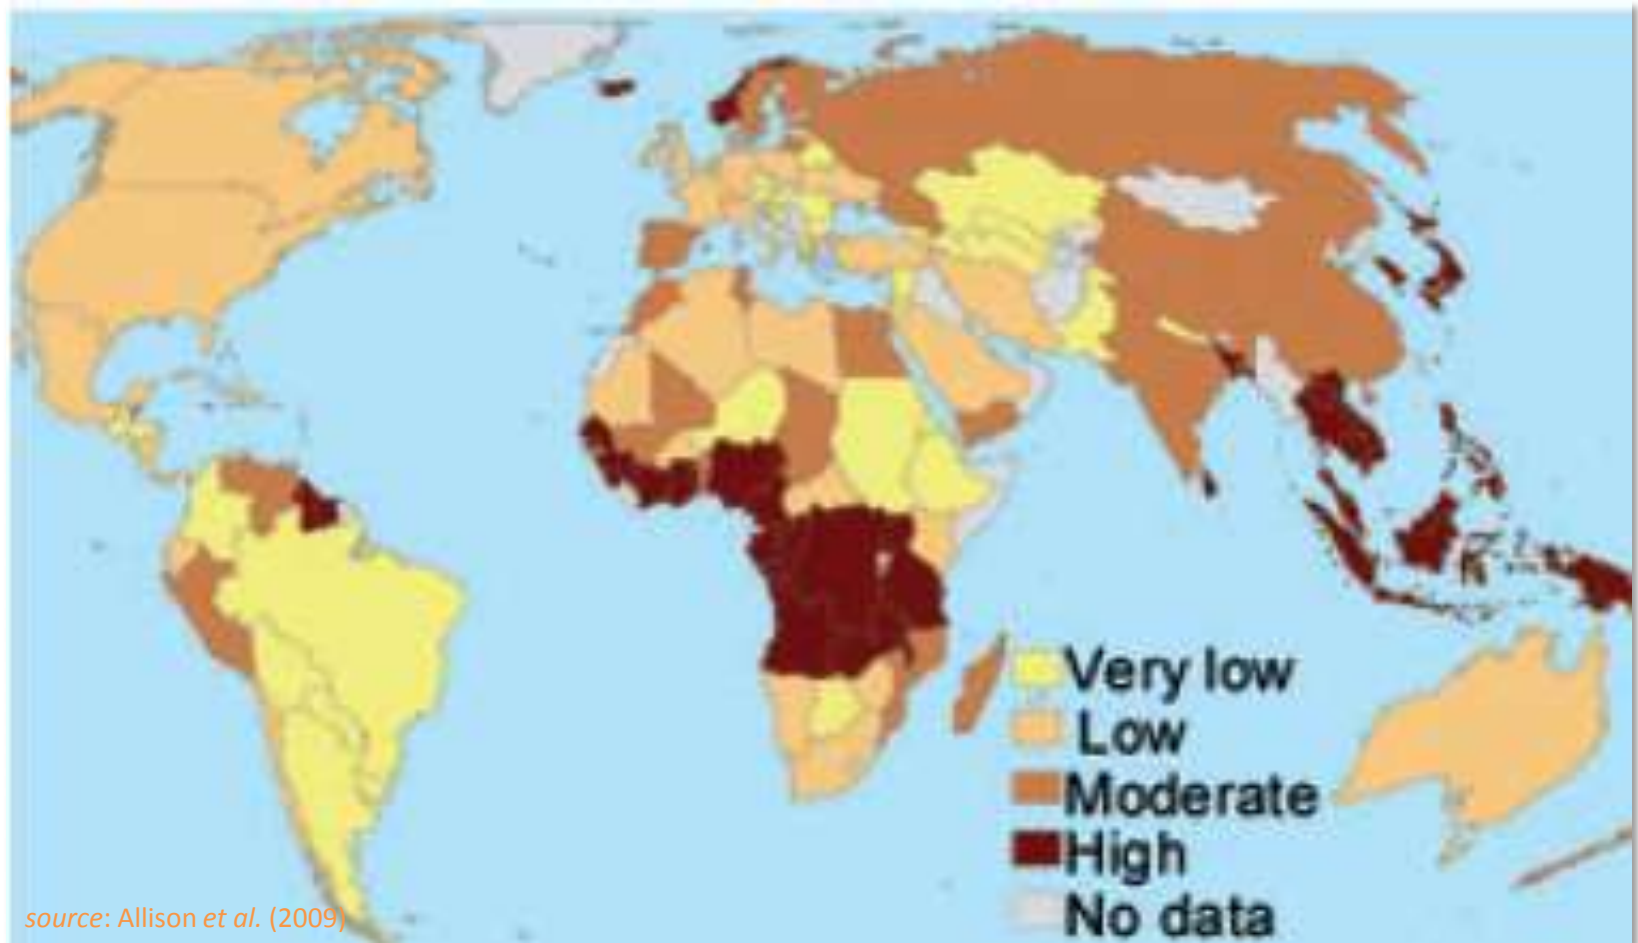 Very low
Low
Moderate
High
No data
source: Allison et al. (2009)